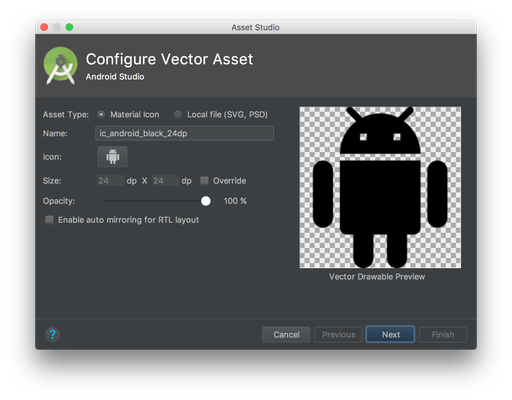 Asset Studio
Configure Vector Asset
Android Studio
Asset Type: Material Icon Local file (SVG, PSD)
Name: ic_android_black_24dp
Icon:
Size: 24 dp X 24 dp Override
Opacity: 100 %
Enable auto mirroring for RTL layout
Vector Drawable Preview
? Cancel Previous Next Finish